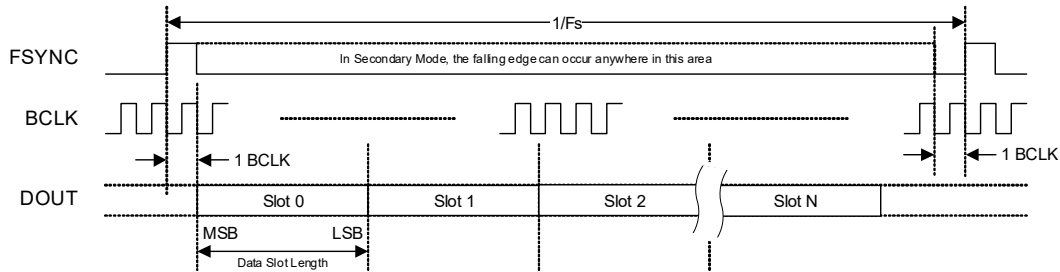 1/Fs
FSYNC
In Secondary Mode, the falling edge can occur anywhere in this area
BCLK
1 BCLK
1 BCLK
DOUT
Slot 0
Slot 1
Slot 2
Slot N
MSB
LSB
Data Slot Length